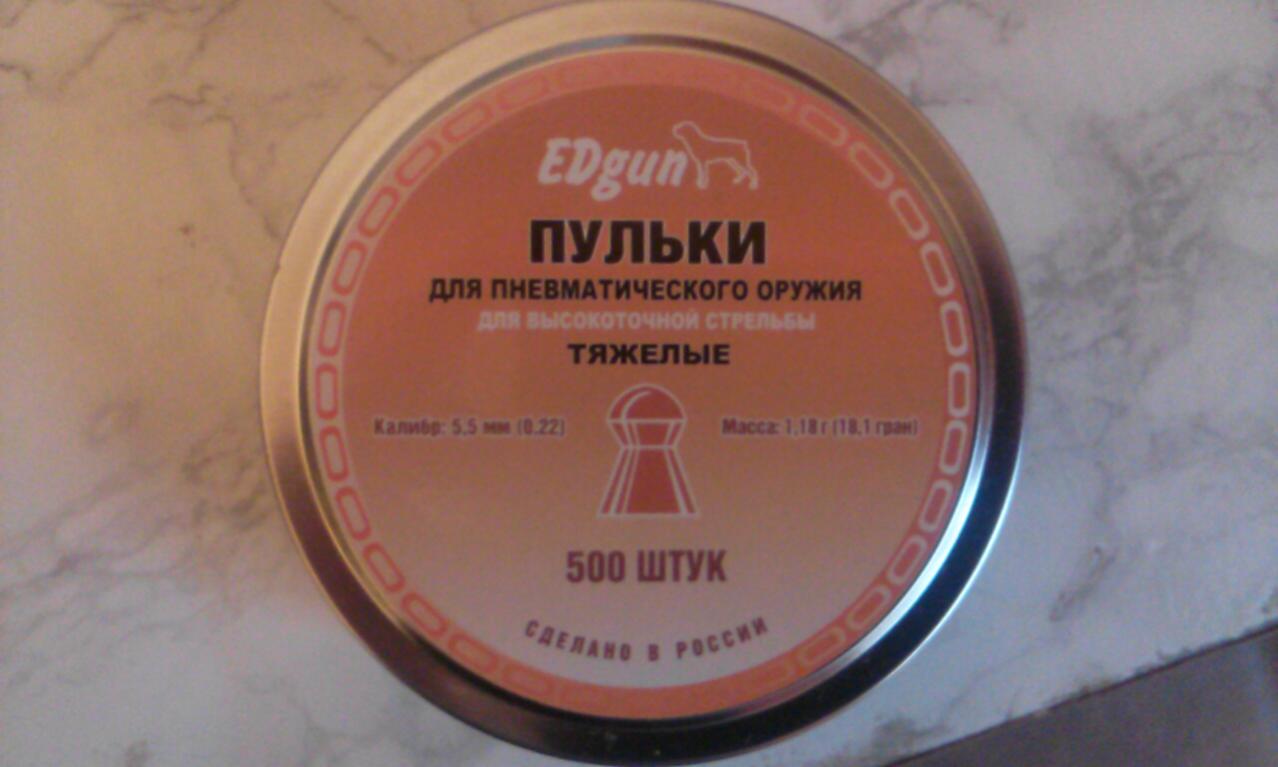 EDgun
ПУЛЬКИ
ДЛЯ ПНЕВМАТИЧЕСКОГО ОРУЖИЯ
ДЛЯ ВЫСОКОТОЧНОЙ СТРЕЛЬБЫ
ТЯЖЕЛЫЕ
Калибр: 5,5 мм (0.22)
Масса: 1,18 г (18,1 гран)
500 ШТУК
СДЕЛАНО В РОССИИ